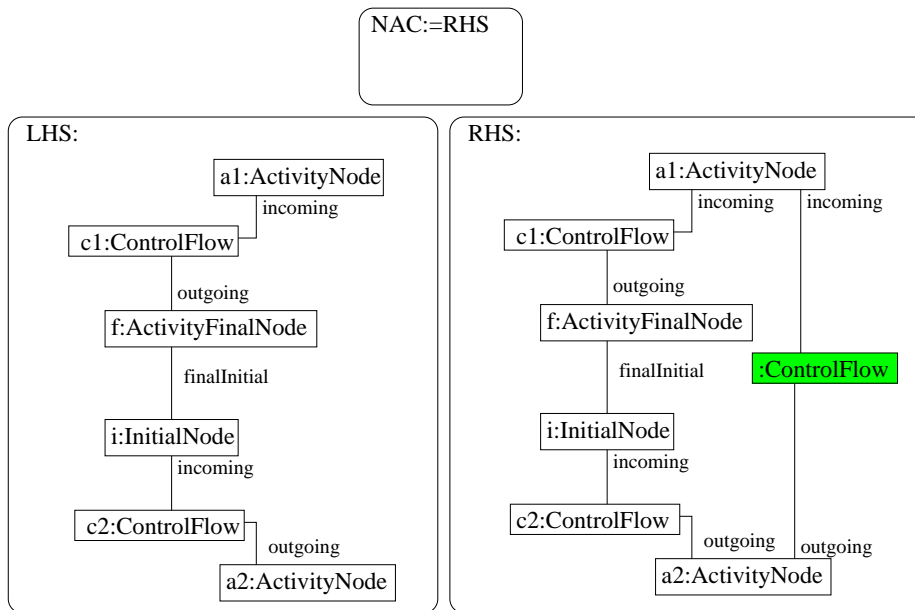 NAC:=RHS
LHS:
a1:ActivityNode
incoming
c1:ControlFlow
outgoing
f:ActivityFinalNode
finalInitial
i:InitialNode
incoming
c2:ControlFlow
outgoing
a2:ActivityNode
RHS:
a1:ActivityNode
incoming
incoming
c1:ControlFlow
outgoing
f:ActivityFinalNode
finalInitial
:ControlFlow
i:InitialNode
incoming
c2:ControlFlow
outgoing
outgoing
a2:ActivityNode